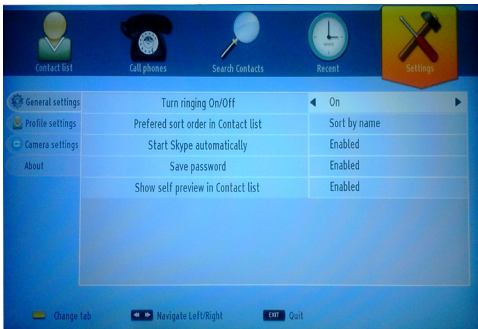 Contact list
Call phones
Search Contacts
Recent
Settings
General settings
Turn ringing On/Off
On
Profile settings
Prefered sort order in Contact list
Sort by name
Camera settings
Start Skype automatically
Enabled
About
Save password
Enabled
Show self preview in Contact list
Enabled
Change tab
Navigate Left/Right
EXIT Quit